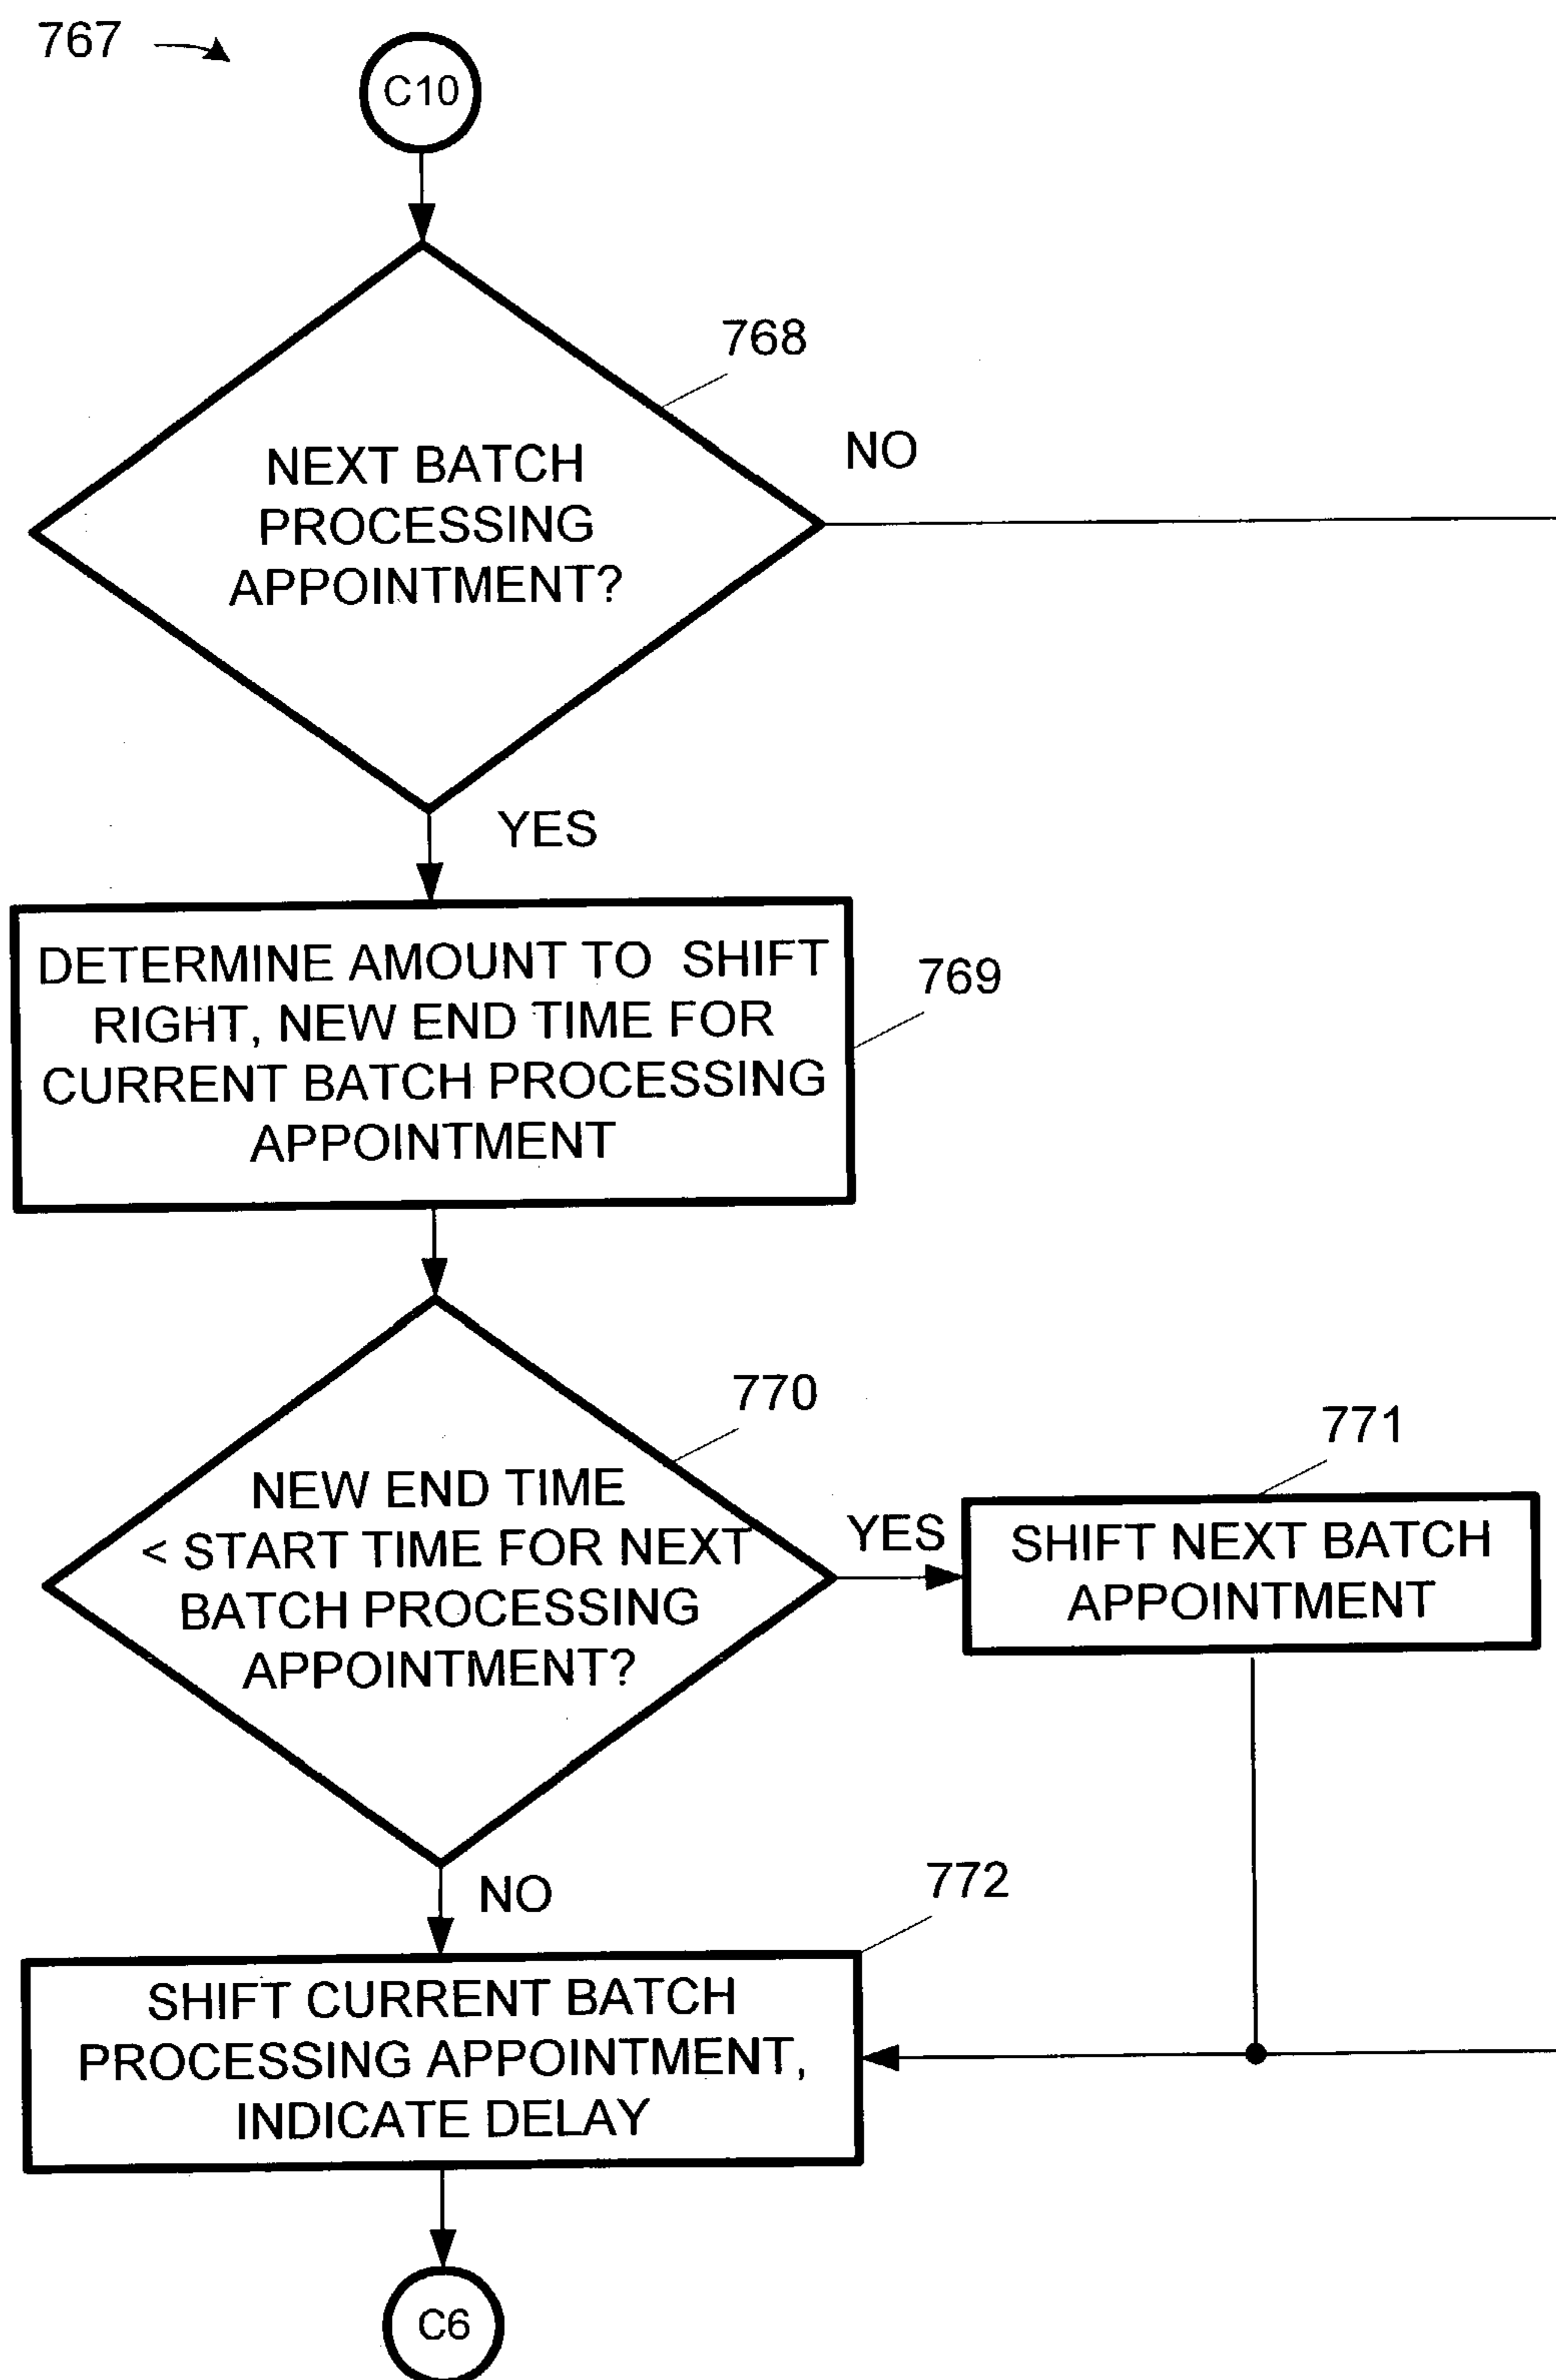 767
C10
768
NEXT BATCH
PROCESSING
APPOINTMENT?
NO
YES
DETERMINE AMOUNT TO SHIFT
RIGHT, NEW END TIME FOR
CURRENT BATCH PROCESSING
APPOINTMENT
769
770
NEW END TIME
< START TIME FOR NEXT
BATCH PROCESSING
APPOINTMENT?
YES
771
SHIFT NEXT BATCH
APPOINTMENT
NO
772
SHIFT CURRENT BATCH
PROCESSING APPOINTMENT,
INDICATE DELAY
C6